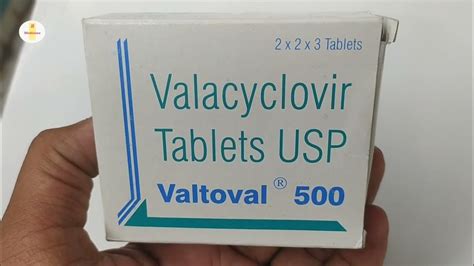 2 x 2 x 3 Tablets
Valacyclovir
Tablets USP
Valtoval ® 500